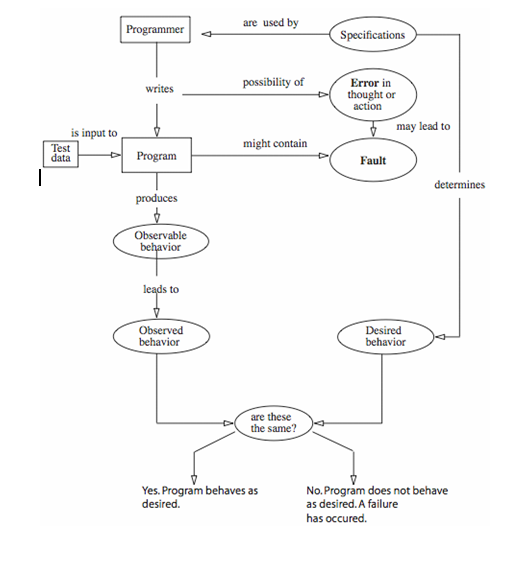 are used by
Programmer
Specifications
writes
possibility of
Error in
thought or
action
is input to
might contain
may lead to
Test
data
Program
Fault
determines
produces
Observable
behavior
leads to
Observed
behavior
Desired
behavior
are these
the same?
Yes. Program behaves as
desired.
No. Program does not behave
as desired. A failure
has occured.